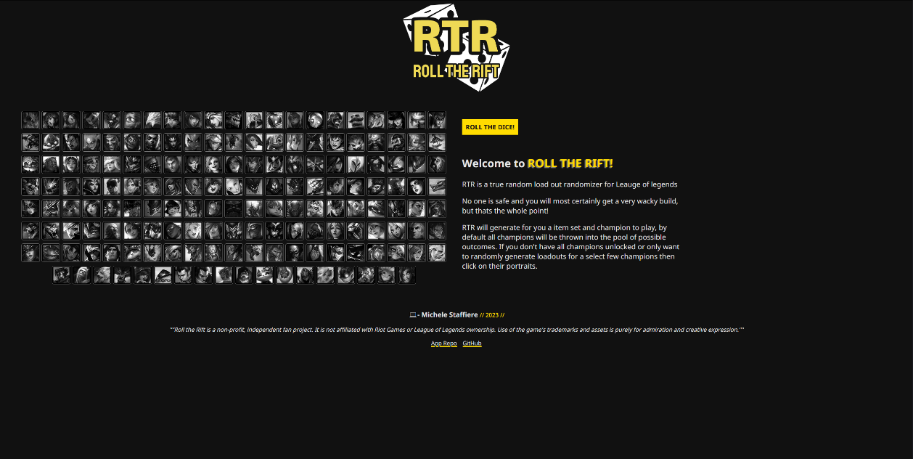 RTR
ROLL THE RIFT
ROLL THE DICE!
Welcome to ROLL THE RIFT!
RTR is a true random load out randomizer for Leauge of legends
No one is safe and you will most certainly get a very wacky build,
but thats the whole point!
RTR will generate for you a item set and champion to play, by
default all champions will be thrown into the pool of possible
outcomes. If you don't have all champions unlocked or only want
to randomly generate loadouts for a select few champions then
click on their portraits.
- Michele Staffiere // 2023 //
""Roll the Rift is a non-profit, independent fan project. It is not affiliated with Riot Games or League of Legends ownership. Use of the game's trademarks and assets is purely for admiration and creative expression.""
App Repo GitHub